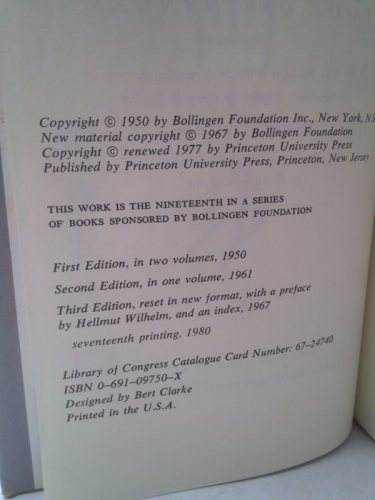 Copyright © 1950 by Bollingen Foundation Inc., New York, N.
New material copyright © 1967 by Bollingen Foundation
Copyright © renewed 1977 by Princeton University Press
Published by Princeton University Press, Princeton, New Jersey
THIS WORK IS THE NINETEENTH IN A SERIES
OF BOOKS SPONSORED BY BOLLINGEN FOUNDATION
First Edition, in two volumes, 1950
Second Edition, in one volume, 1961
Third Edition, reset in new format, with a preface
by Hellmut Wilhelm, and an index, 1967
seventeenth printing, 1980
Library of Congress Catalogue Card Number: 67-24740
ISBN 0-691-09750-X
Designed by Bert Clarke
Printed in the U.S.A.